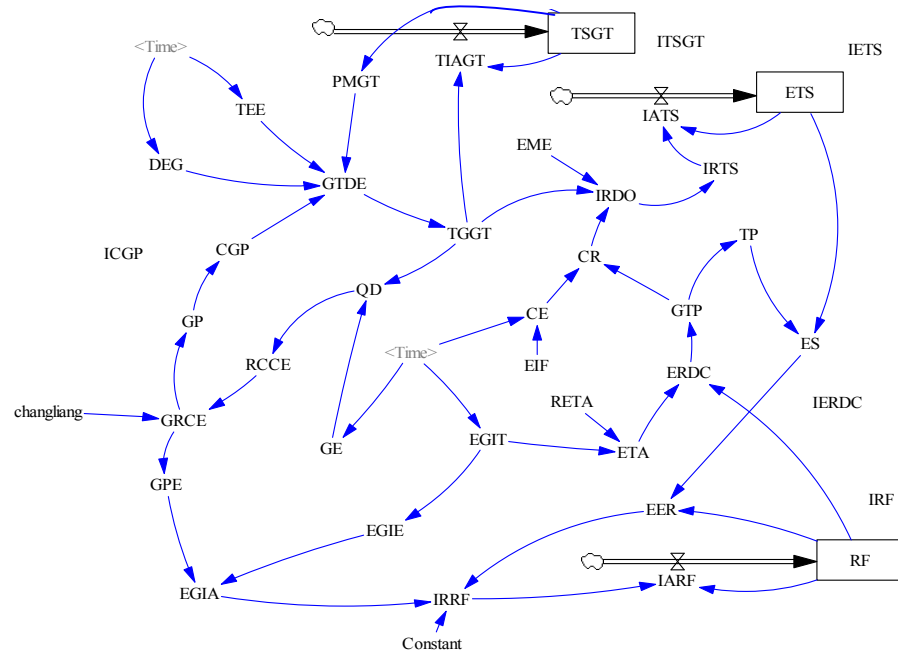 TSGT
ITSGT
IETS
<Time>
TIAGT
PMGT
ETS
TEE
IATS
EME
DEG
IRTS
GTDE
IRDO
TGGT
TP
ICGP
CGP
CR
QD
GTP
CE
GP
ES
<Time>
RCCE
EIF
ERDC
RETA
IERDC
changliang
GRCE
GE
EGIT
ETA
GPE
IRF
EER
EGIE
RF
IARF
EGIA
IRRF
Constant